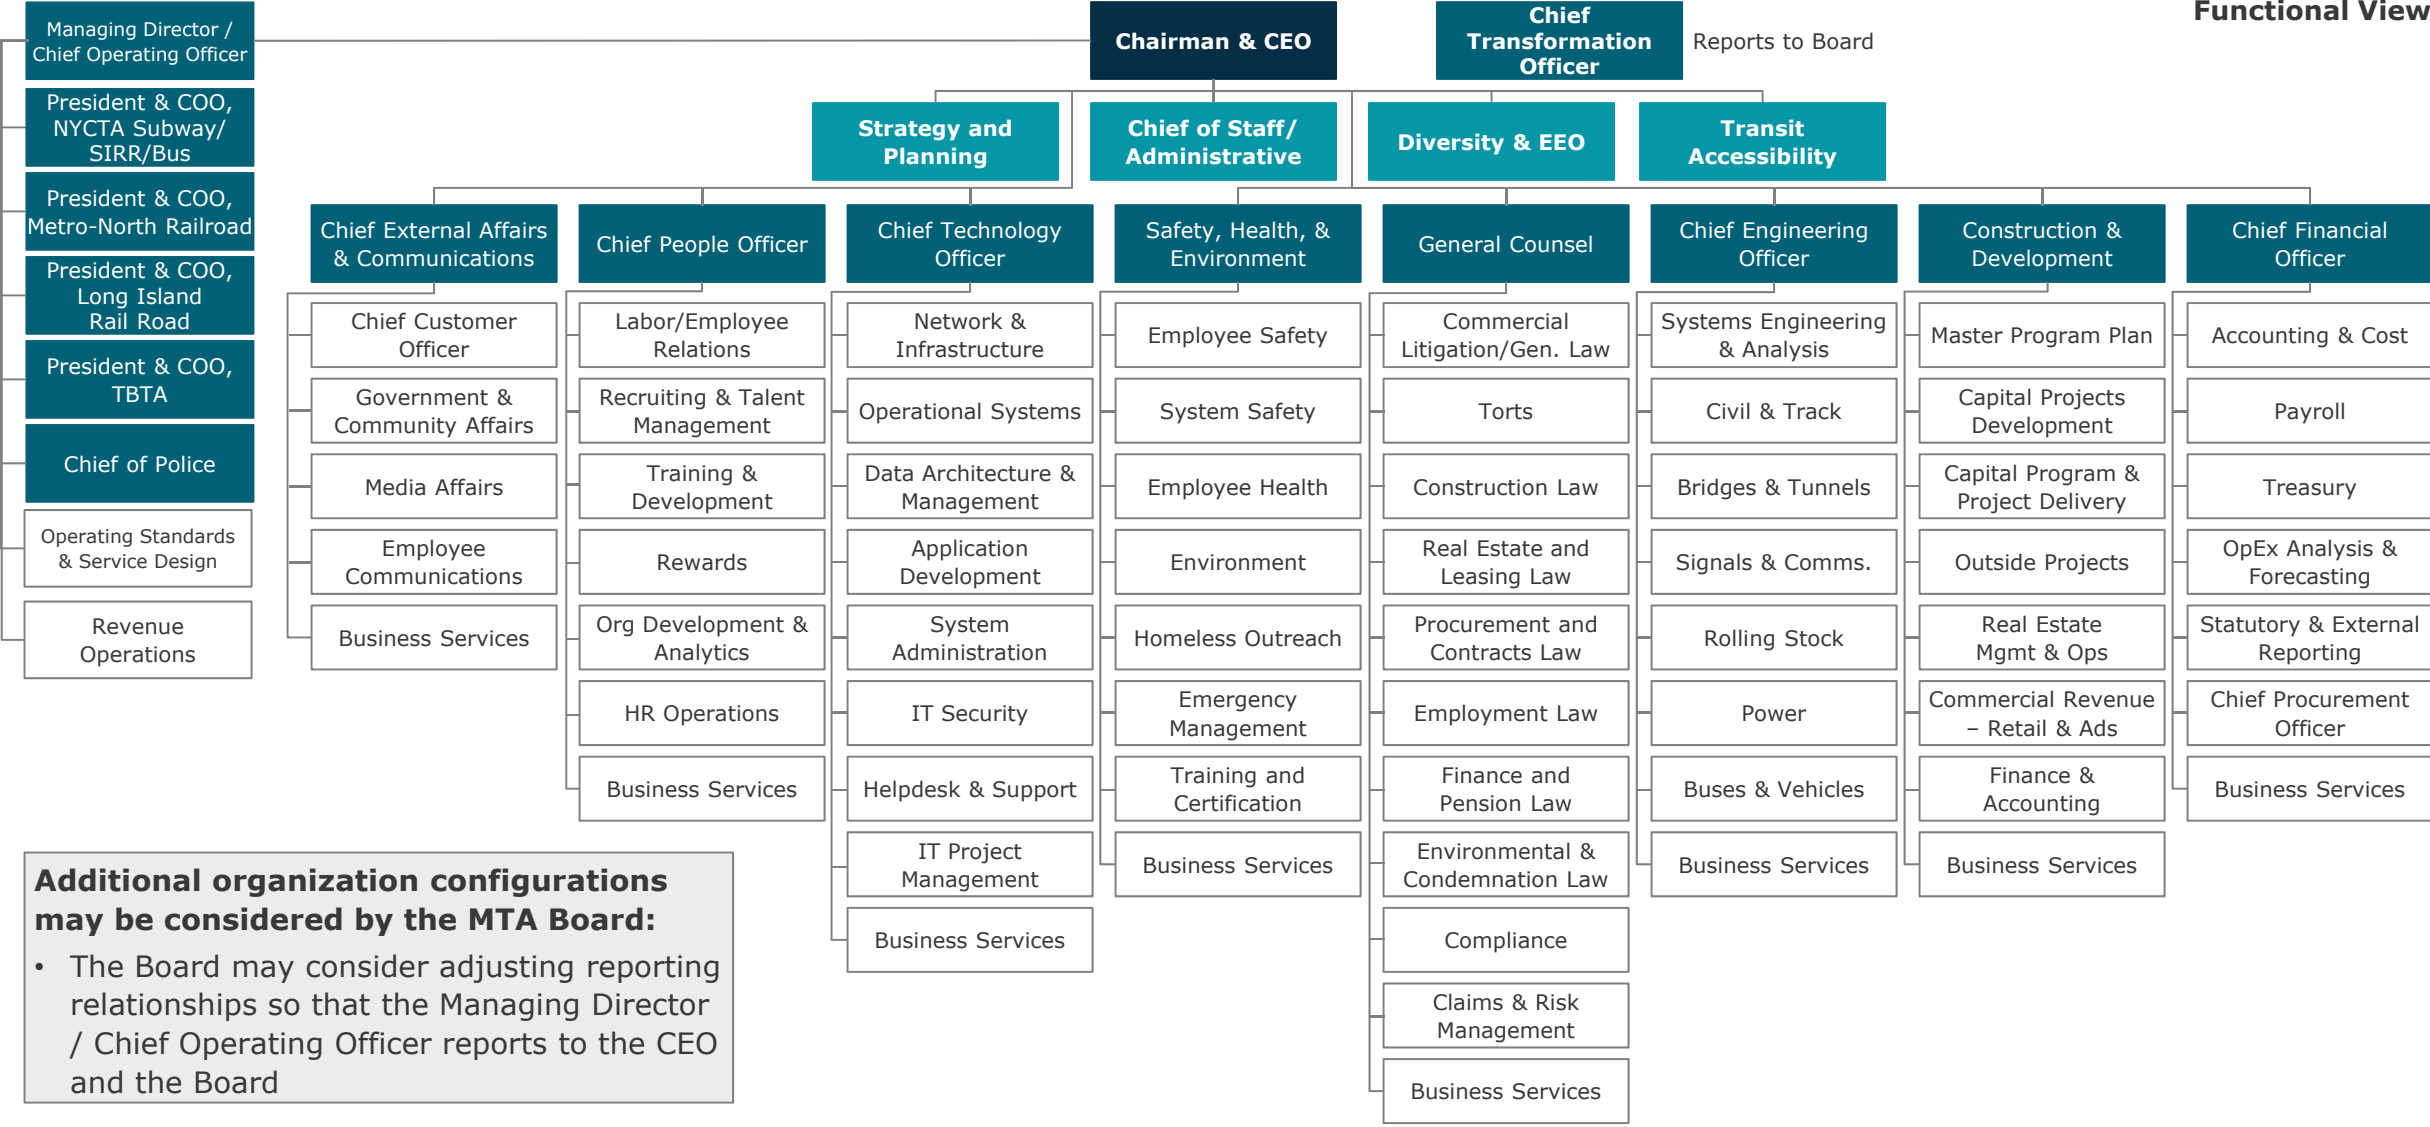 Functional View
Managing Director /
Chief Operating Officer
Chairman & CEO
Chief
Transformation
Officer
Reports to Board
President & COO,
NYCTA Subway/
SIRR/Bus
President & COO,
Metro-North Railroad
President & COO,
Long Island
Rail Road
President & COO,
TBTA
Chief of Police
Operating Standards
& Service Design
Revenue
Operations
Strategy and
Planning
Chief of Staff/
Administrative
Diversity & EEO
Transit
Accessibility
Chief External Affairs
& Communications
Chief Customer
Officer
Government &
Community Affairs
Media Affairs
Employee
Communications
Business Services
Chief People Officer
Labor/Employee
Relations
Recruiting & Talent
Management
Training &
Development
Rewards
Org Development &
Analytics
HR Operations
Business Services
Chief Technology
Officer
Network &
Infrastructure
Operational Systems
Data Architecture &
Management
Application
Development
System
Administration
IT Security
Helpdesk & Support
IT Project
Management
Business Services
Safety, Health, &
Environment
Employee Safety
System Safety
Employee Health
Environment
Homeless Outreach
Emergency
Management
Training and
Certification
Business Services
General Counsel
Commercial
Litigation/Gen. Law
Torts
Construction Law
Real Estate and
Leasing Law
Procurement and
Contracts Law
Employment Law
Finance and
Pension Law
Environmental &
Condemnation Law
Compliance
Claims & Risk
Management
Business Services
Chief Engineering
Officer
Systems Engineering
& Analysis
Civil & Track
Bridges & Tunnels
Signals & Comms.
Rolling Stock
Power
Buses & Vehicles
Business Services
Construction &
Development
Master Program Plan
Capital Projects
Development
Capital Program &
Project Delivery
Outside Projects
Real Estate
Mgmt & Ops
Commercial Revenue
– Retail & Ads
Finance &
Accounting
Business Services
Chief Financial
Officer
Accounting & Cost
Payroll
Treasury
OpEx Analysis &
Forecasting
Statutory & External
Reporting
Chief Procurement
Officer
Business Services
Additional organization configurations
may be considered by the MTA Board:
• The Board may consider adjusting reporting
relationships so that the Managing Director
/ Chief Operating Officer reports to the CEO
and the Board